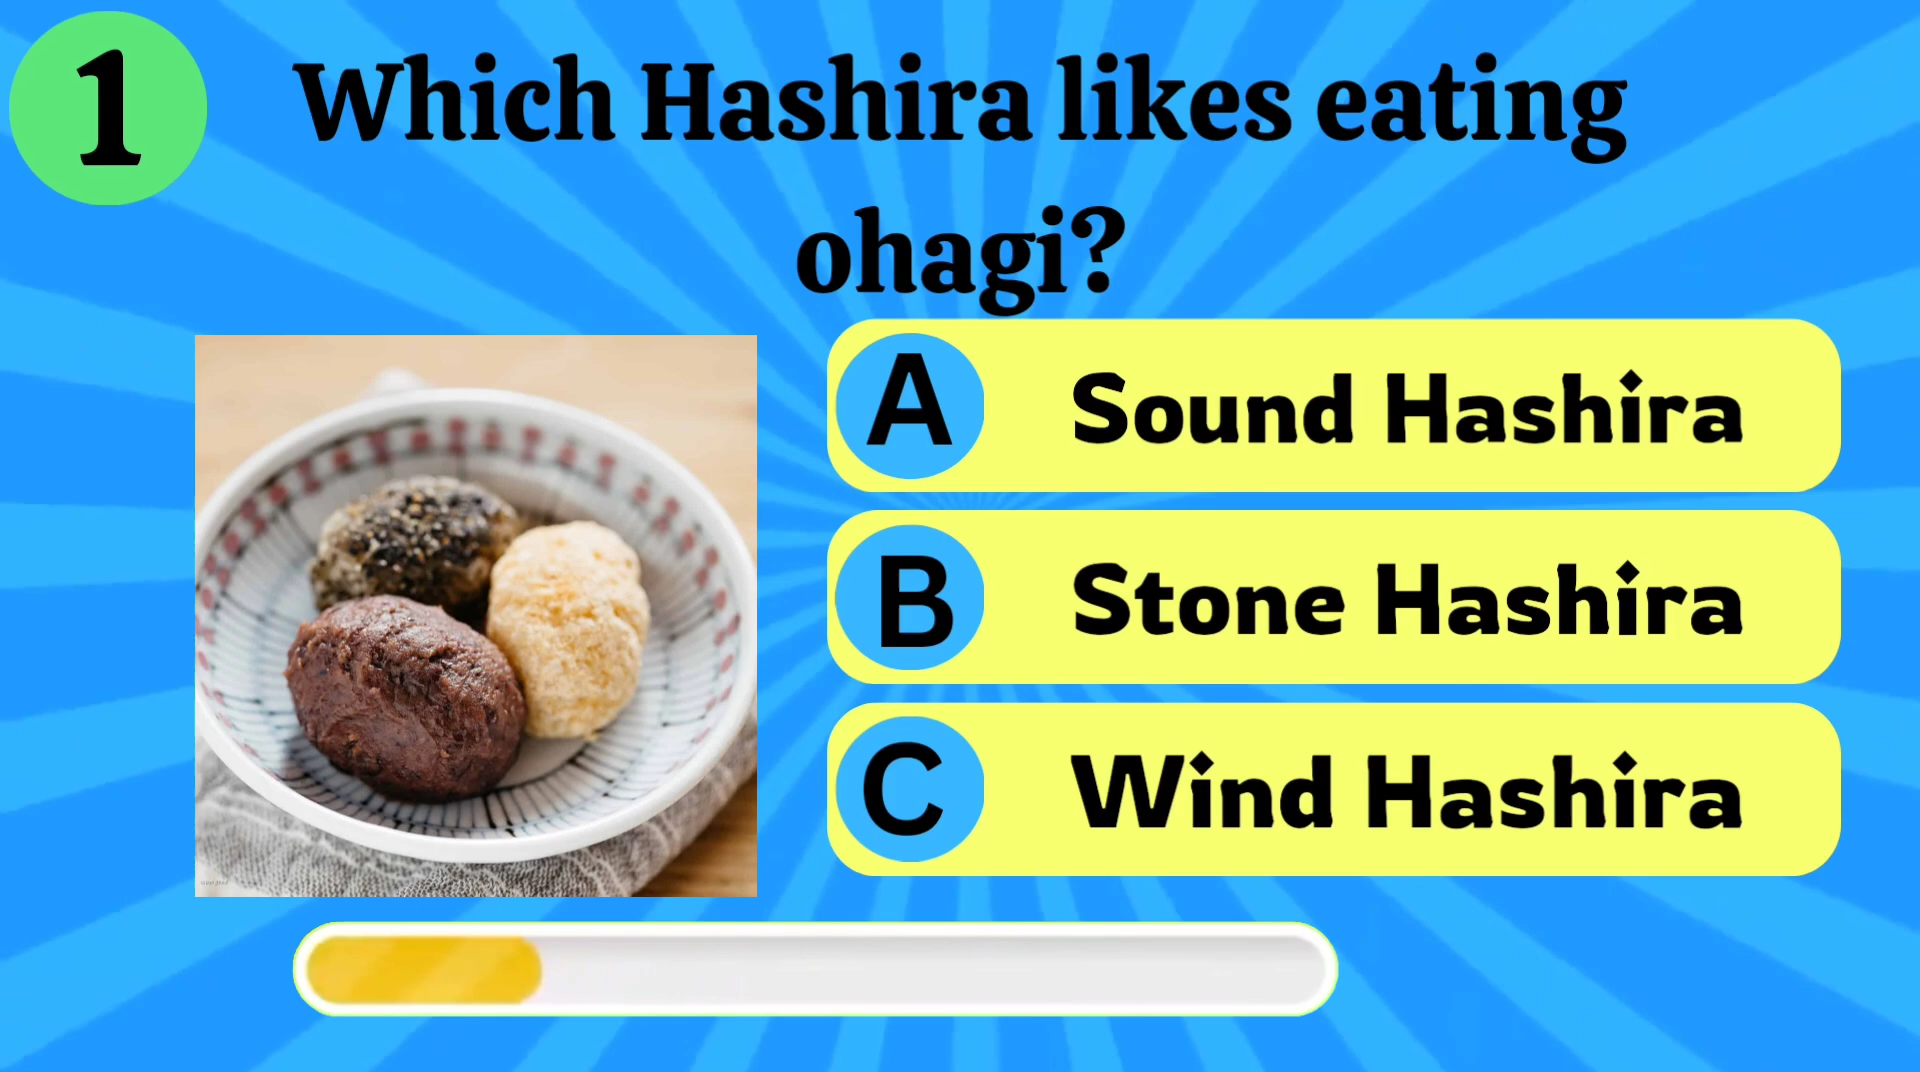 1
Which Hashira likes eating
ohagi?
A Sound Hashira
B Stone Hashira
C Wind Hashira